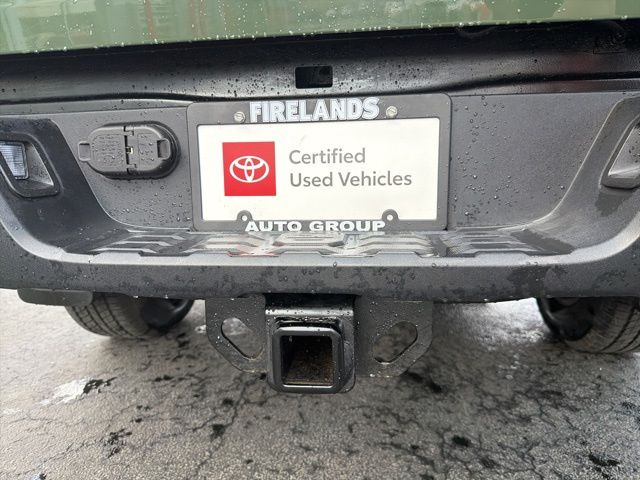 FIRELANDS
Certified
Used Vehicles
AUTO GROUP